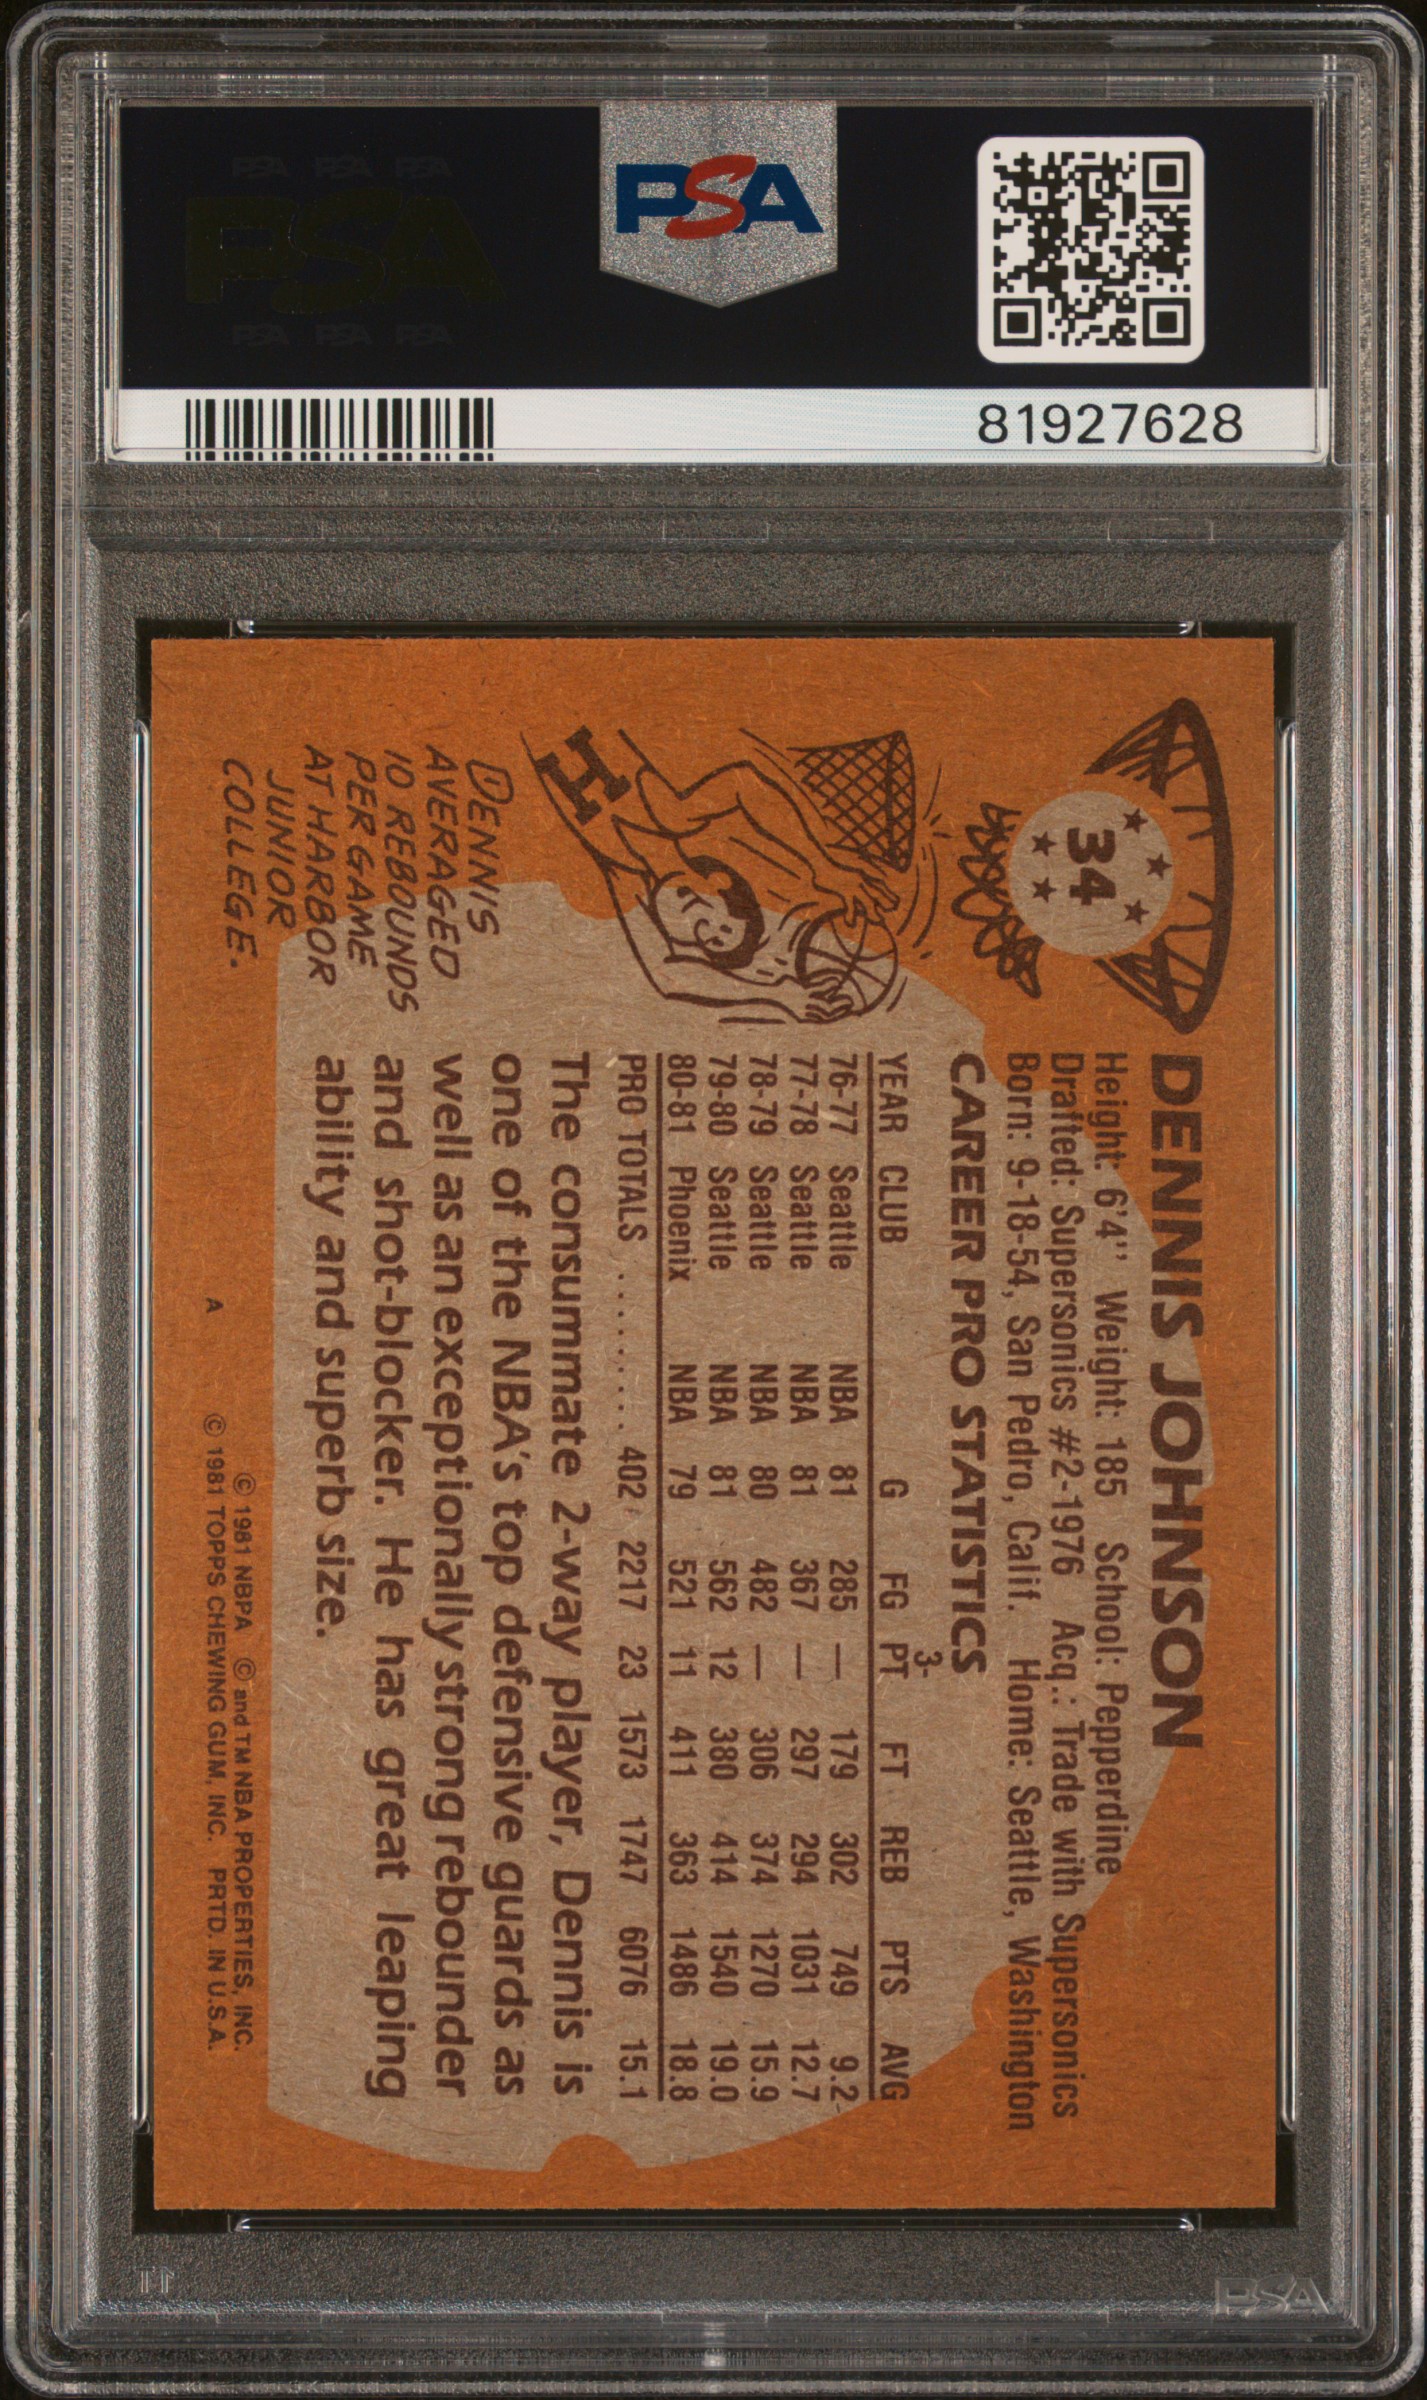 PSA PSA PSA
PSA
PSA PSA PSA
PSA
81927628
34
DENNIS JOHNSON
Height: 6'4" Weight: 185 School: Pepperdine
Drafted: Supersonics #2-1976 Acq.: Trade with Supersonics
Born: 9-18-54, San Pedro, Calif. Home: Seattle, Washington
CAREER PRO STATISTICS
YEAR CLUB G FG 3-PT FT REB PTS AVG
76-77 Seattle NBA 81 285 — 179 302 749 9.2
77-78 Seattle NBA 81 367 — 297 294 1031 12.7
78-79 Seattle NBA 80 482 — 306 374 1270 15.9
79-80 Seattle NBA 81 562 12 380 414 1540 19.0
80-81 Phoenix NBA 79 521 11 411 363 1486 18.8
PRO TOTALS ......... 402 2217 23 1573 1747 6076 15.1
The consummate 2-way player, Dennis is
one of the NBA's top defensive guards as
well as an exceptionally strong rebounder
and shot-blocker. He has great leaping
ability and superb size.
H
DENNIS
AVERAGED
10 REBOUNDS
PER GAME
AT HARBOR
JUNIOR
COLLEGE.
A
© 1981 NBPA © and TM NBA PROPERTIES, INC.
© 1981 TOPPS CHEWING GUM, INC. PRTD. IN U.S.A.
PSA